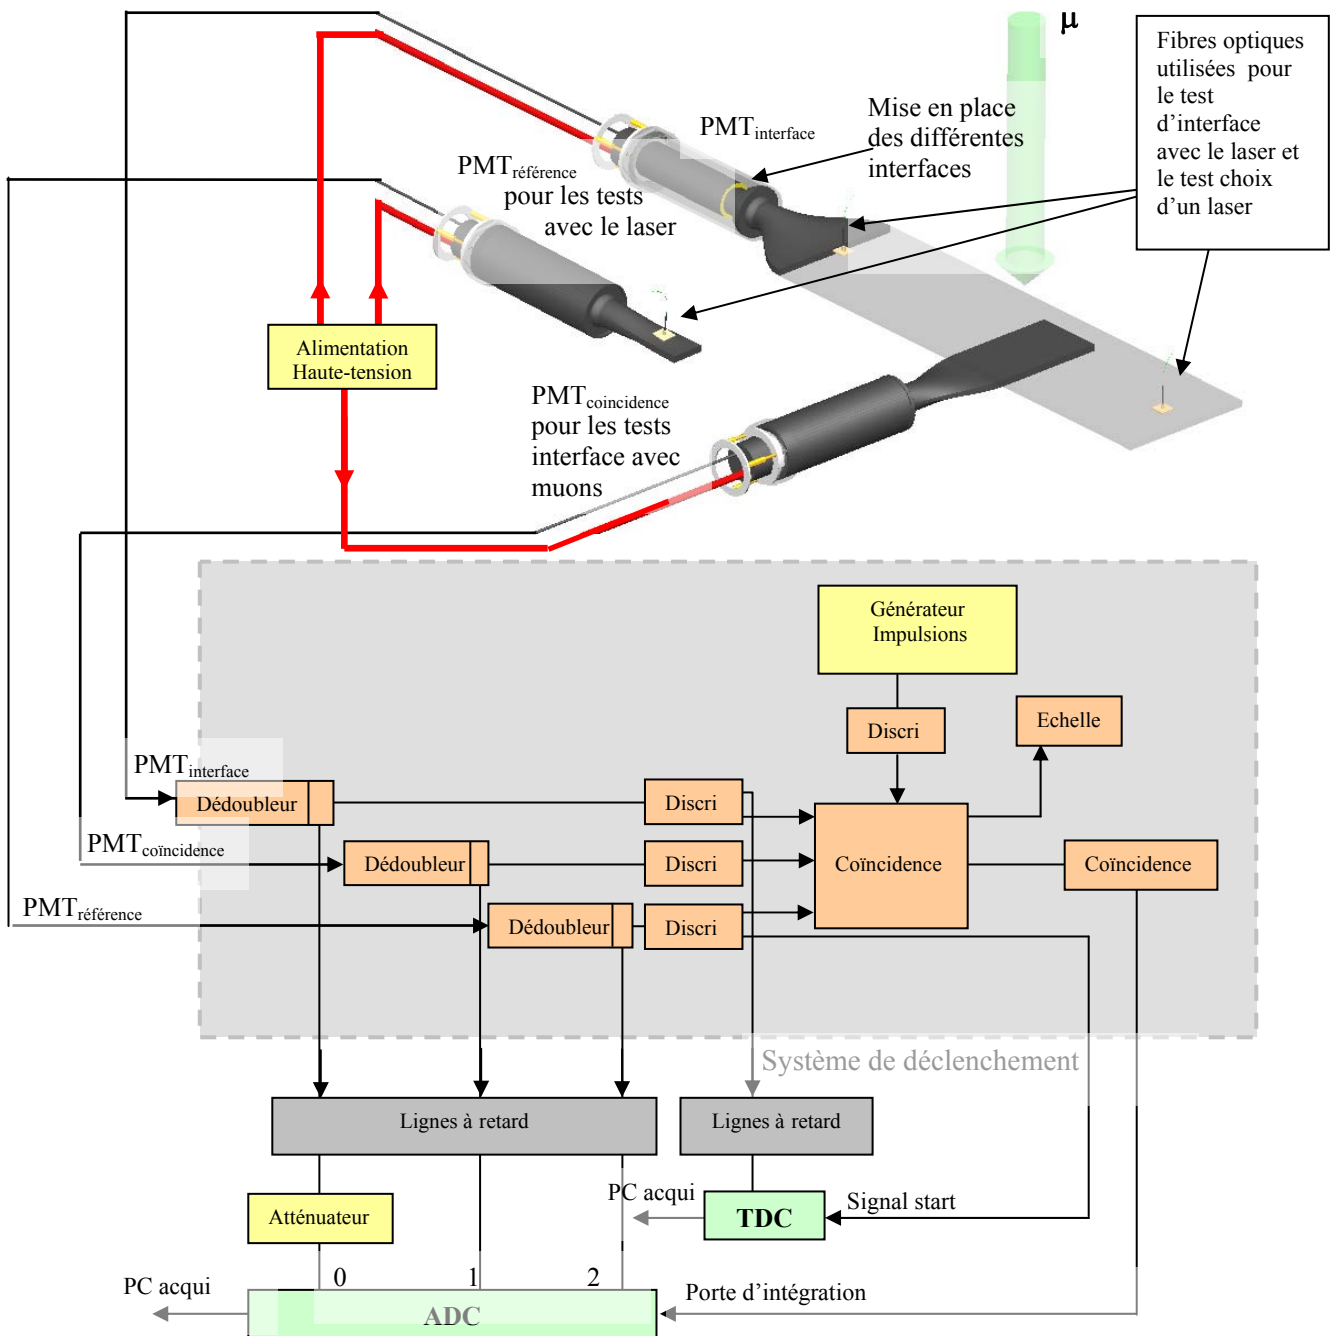 μ
Fibres optiques
utilisées pour
le test
d'interface
avec le laser et
le test choix
d'un laser
Mise en place
des différentes
interfaces
PMTinterface
PMTréférence
pour les tests
avec le laser
Alimentation
Haute-tension
PMTcoincidence
pour les tests
interface avec
muons
Générateur
Impulsions
Discri
Echelle
PMTinterface
Dédoubleur
Discri
PMTcoïncidence
Dédoubleur
Discri
Coïncidence
Coïncidence
PMTréférence
Dédoubleur
Discri
Système de déclenchement
Lignes à retard
Lignes à retard
Atténuateur
PC acqui
TDC
Signal start
0
1
2
PC acqui
ADC
Porte d'intégration